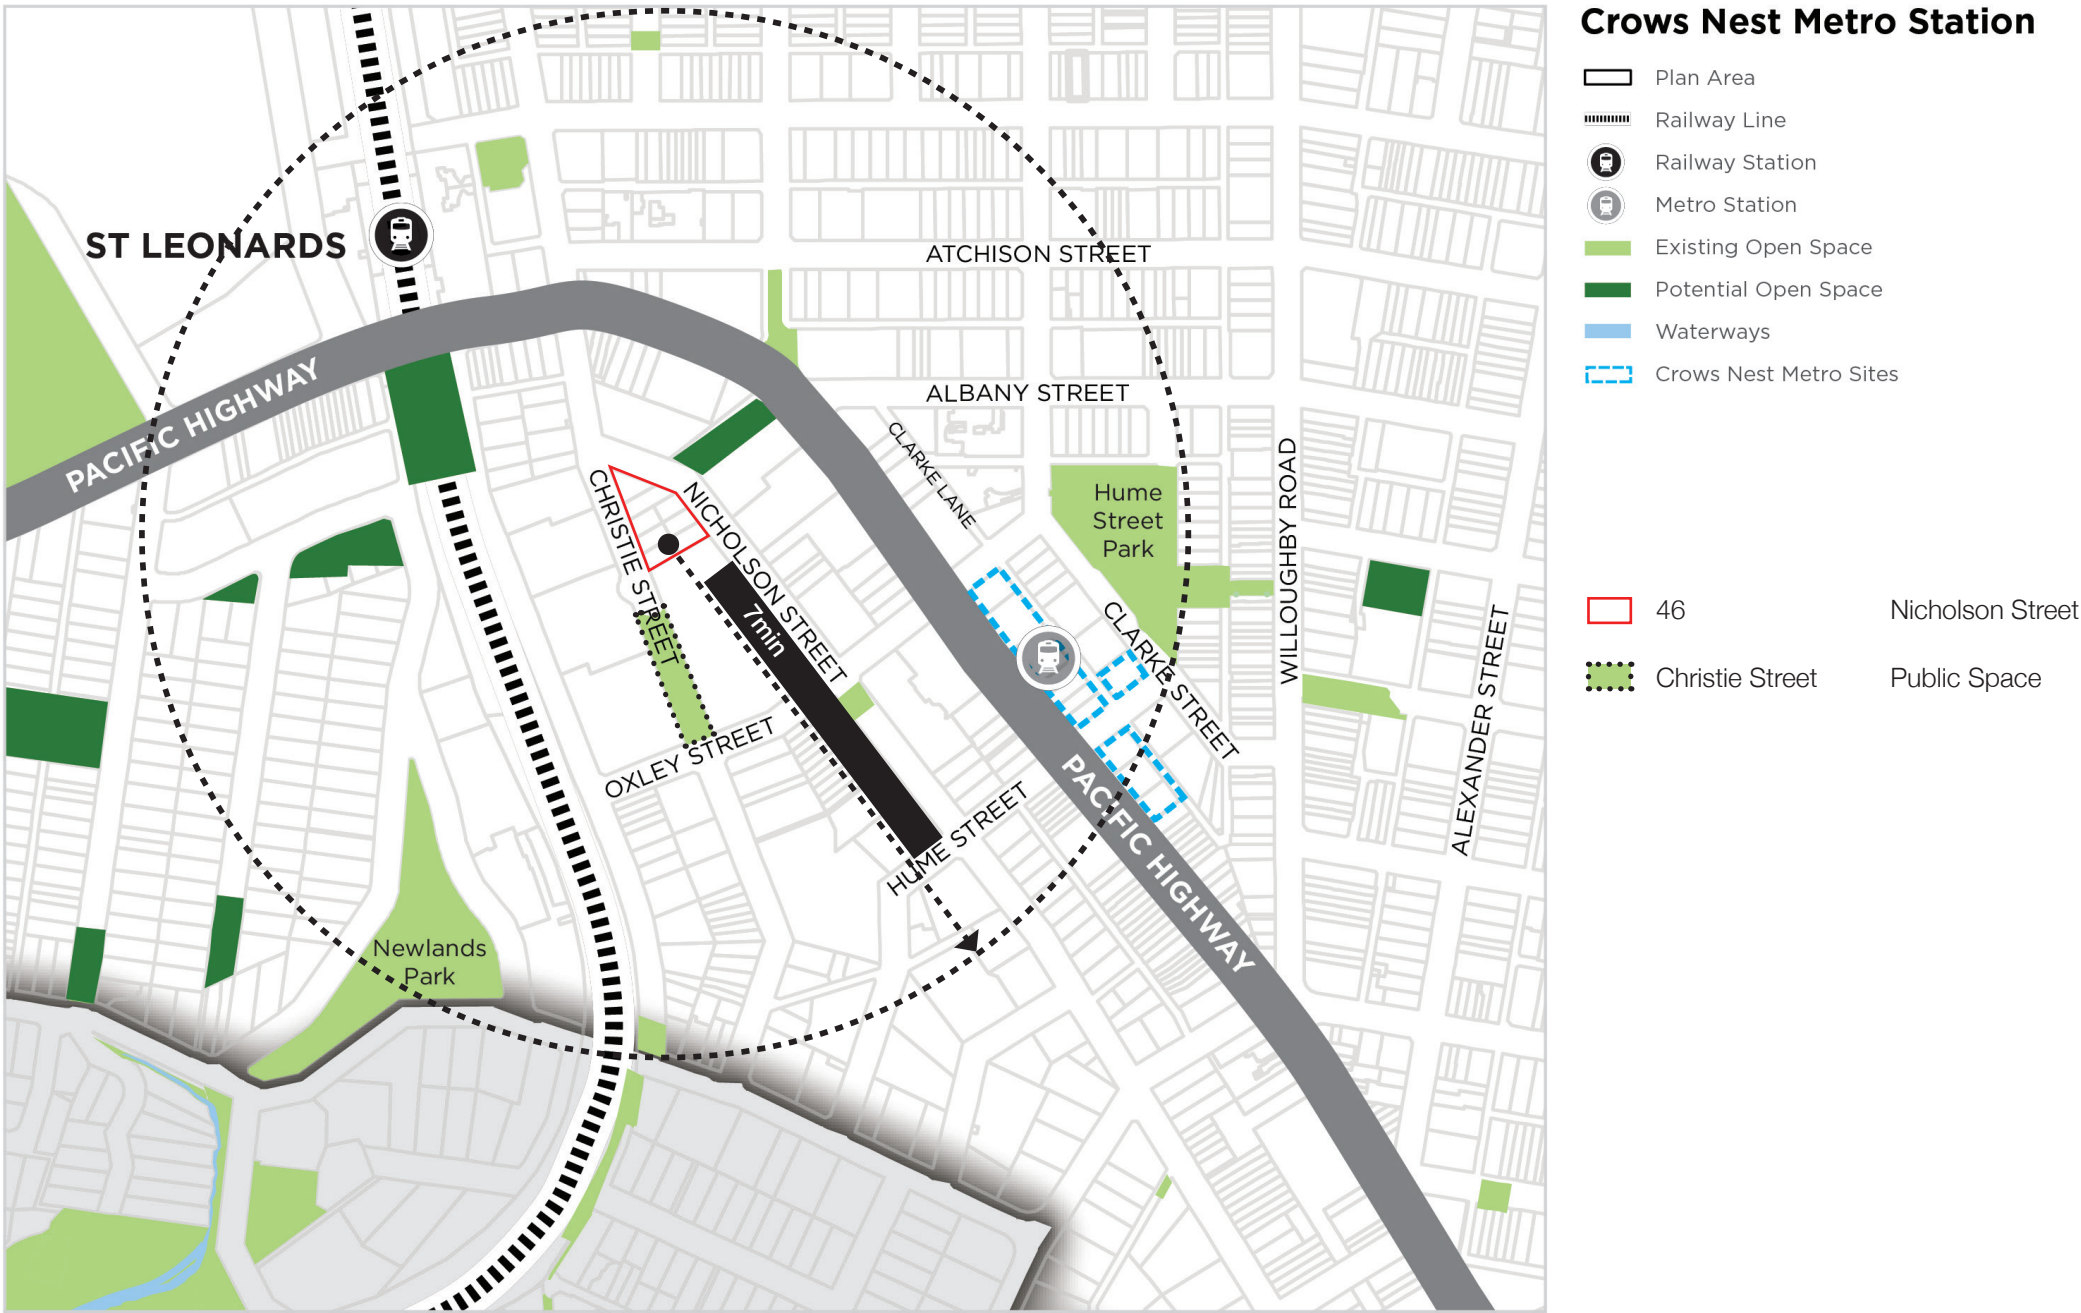 Crows Nest Metro Station
Plan Area
Railway Line
Railway Station
Metro Station
Existing Open Space
Potential Open Space
Waterways
Crows Nest Metro Sites
46 Nicholson Street
Christie Street Public Space
ST LEONARDS
ATCHISON STREET
PACIFIC HIGHWAY
ALBANY STREET
CLARKE LANE
WILLOUGHBY ROAD
Hume
Street
Park
CHRISTIE STREET
NICHOLSON STREET
7min
CLARKE STREET
ALEXANDER STREET
OXLEY STREET
HUME STREET
PACIFIC HIGHWAY
Newlands
Park